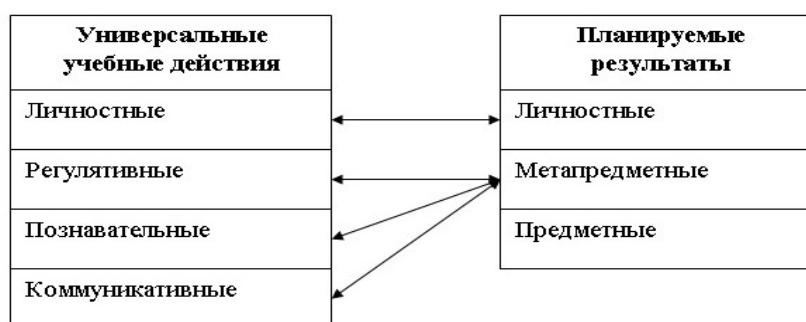 Универсальные
учебные действия
Личностные
Регулятивные
Познавательные
Коммуникативные
Планируемые
результаты
Личностные
Метапредметные
Предметные